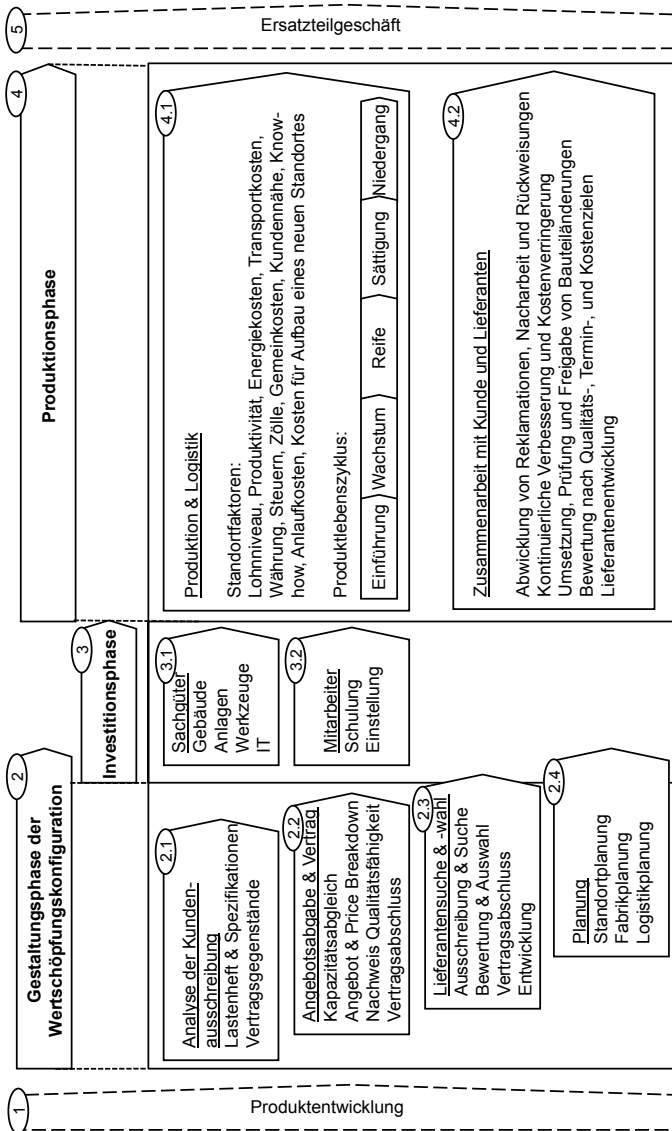 1
Produktentwicklung
2
Gestaltungsphase der
Wertschöpfungskonfiguration
2.1
Analyse der Kunden-
ausschreibung
Lastenheft & Spezifikationen
Vertragsgegenstände
2.2
Angebotsabgabe & Vertrag
Kapazitätsabgleich
Angebot & Price Breakdown
Nachweis Qualitätsfähigkeit
Vertragsabschluss
2.3
Lieferantensuche & -wahl
Ausschreibung & Suche
Bewertung & Auswahl
Vertragsabschluss
Entwicklung
2.4
Planung
Standortplanung
Fabrikplanung
Logistikplanung
3
Investitionsphase
3.1
Sachgüter
Gebäude
Anlagen
Werkzeuge
IT
3.2
Mitarbeiter
Schulung
Einstellung
4
Produktionsphase
4.1
Produktion & Logistik
Standortfaktoren:
Lohnniveau, Produktivität, Energiekosten, Transportkosten,
Währung, Steuern, Zölle, Gemeinkosten, Kundennähe, Know-
how, Anlaufkosten, Kosten für Aufbau eines neuen Standortes
Produktlebenszyklus:
Einführung Wachstum Reife Sättigung Niedergang
4.2
Zusammenarbeit mit Kunde und Lieferanten
Abwicklung von Reklamationen, Nacharbeit und Rückweisungen
Kontinuierliche Verbesserung und Kostenverringerung
Umsetzung, Prüfung und Freigabe von Bauteiländerungen
Bewertung nach Qualitäts-, Termin-, und Kostenzielen
Lieferantenentwicklung
5
Ersatzteilgeschäft